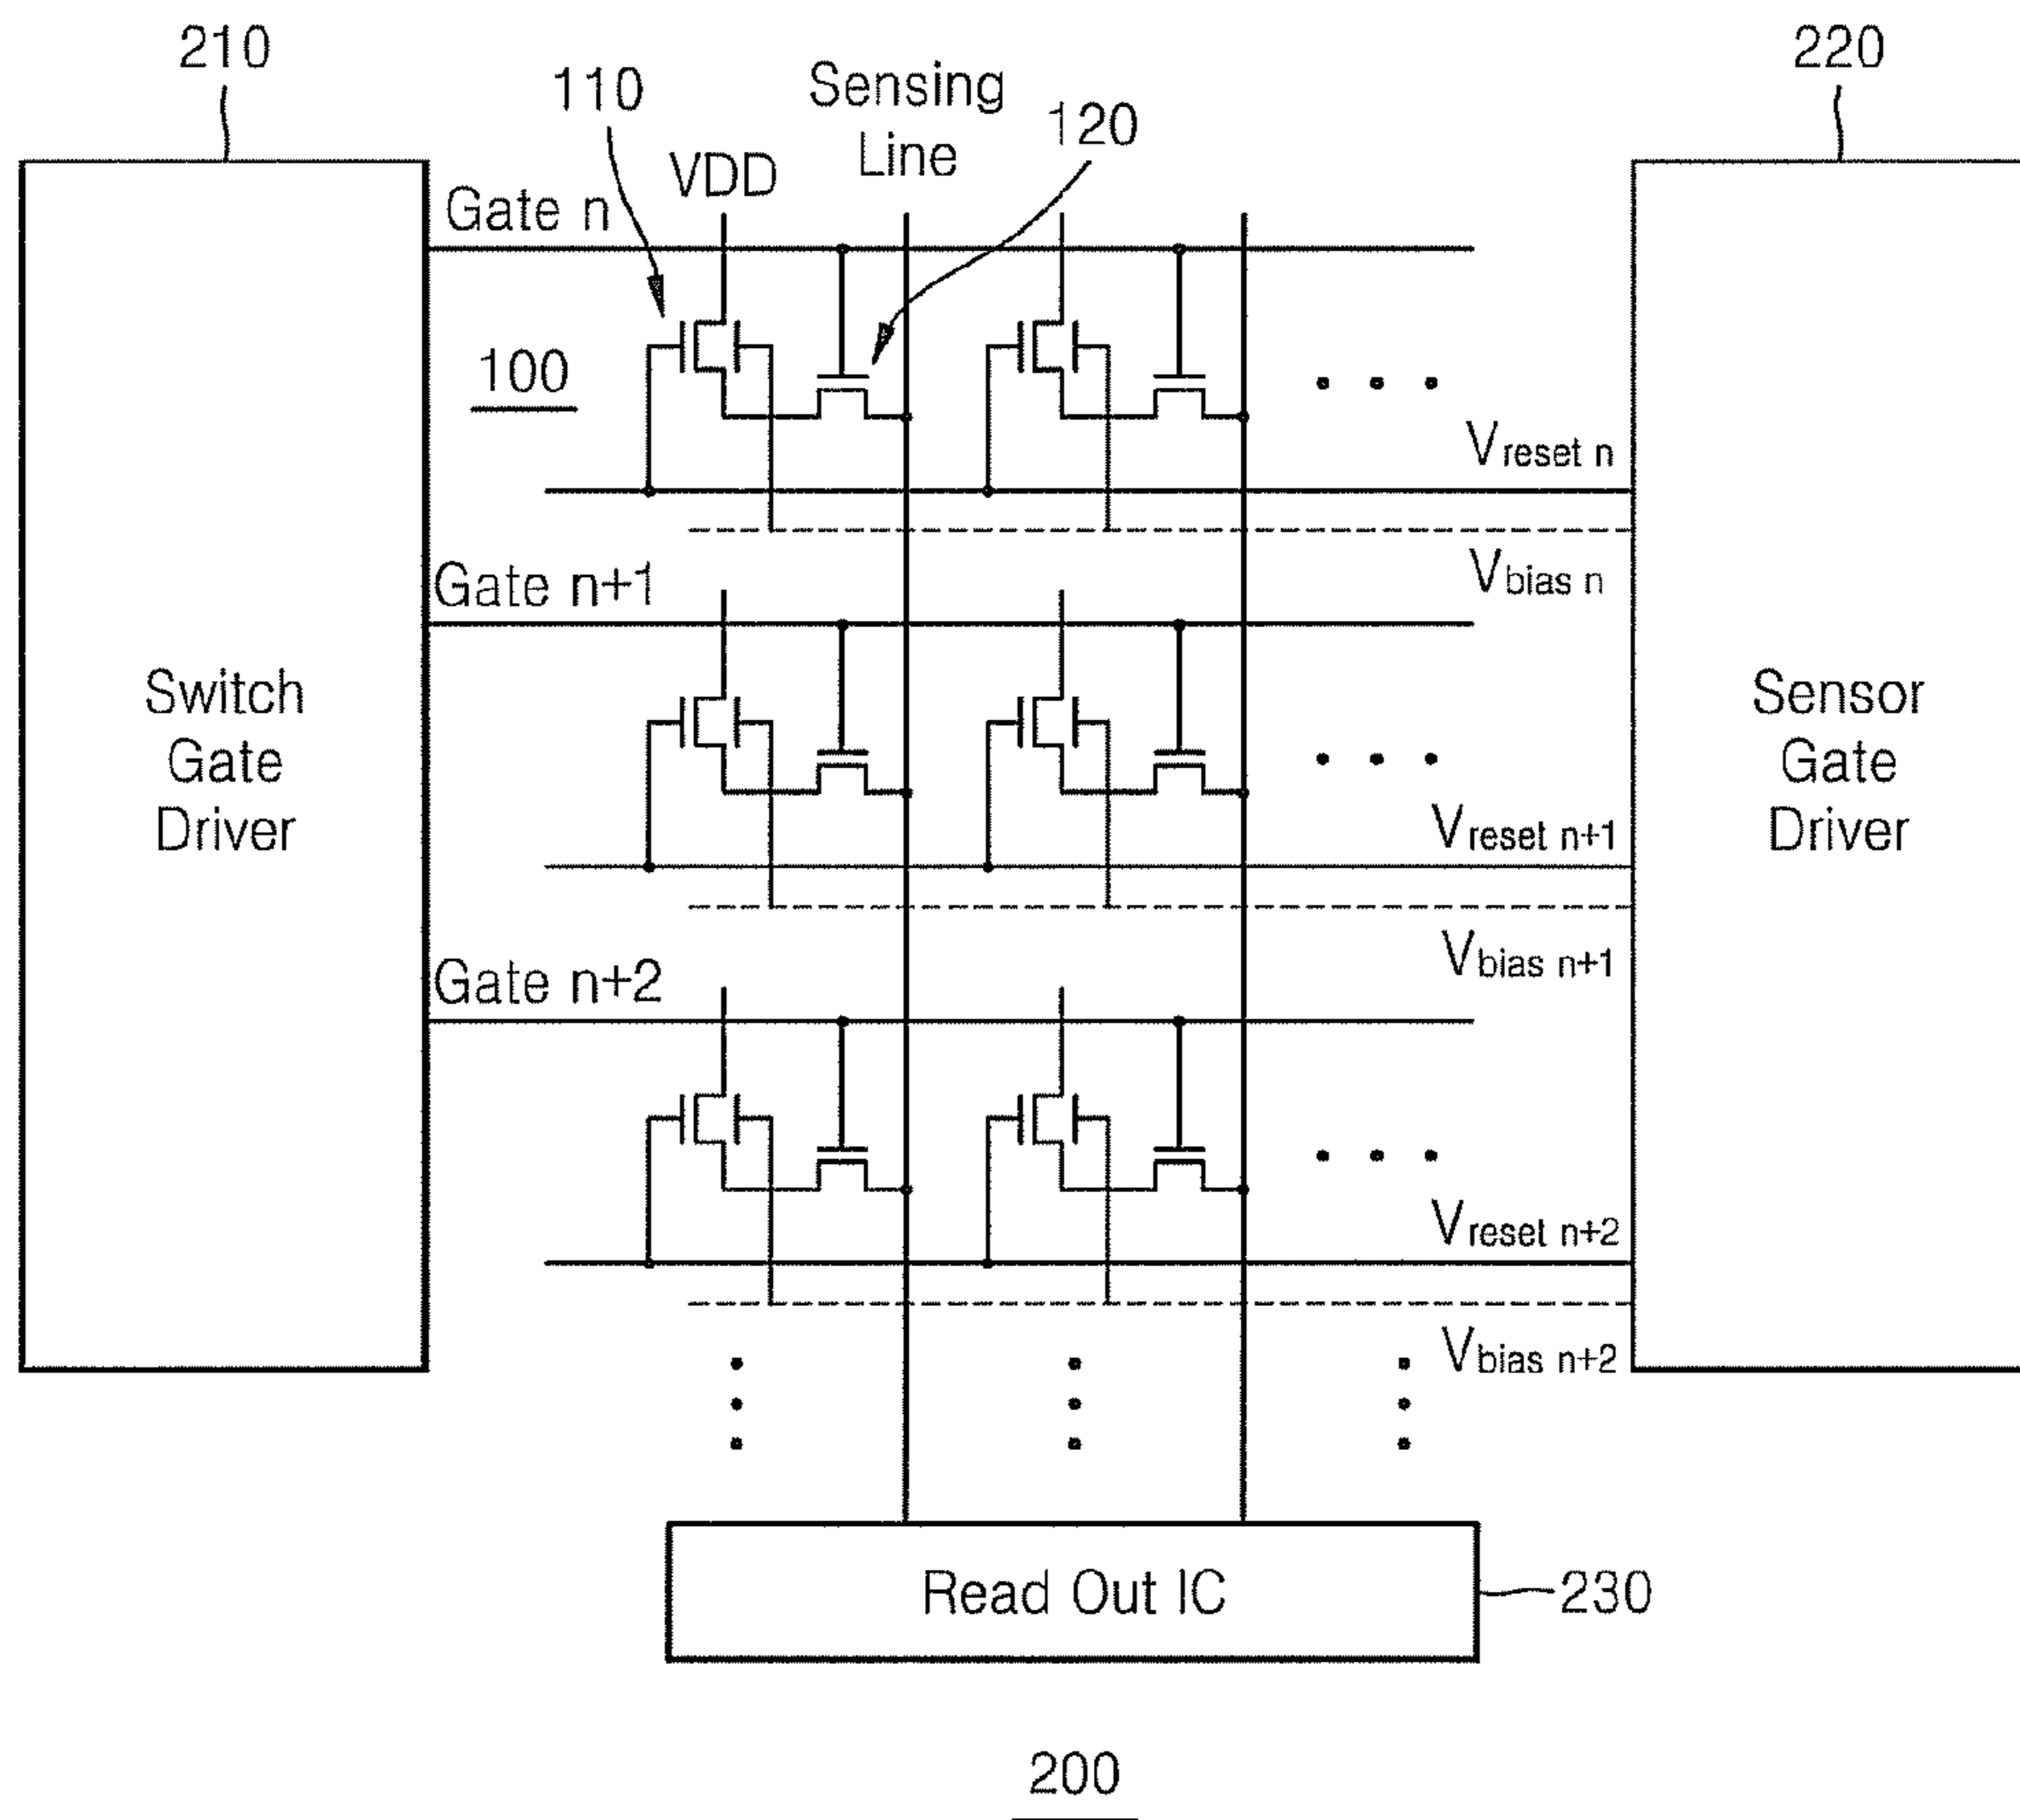 210
110
Sensing
Line
120
220
VDD
Gate n
100
Vreset n
Vbias n
Gate n+1
Switch
Gate
Driver
Sensor
Gate
Driver
Vreset n+1
Vbias n+1
Gate n+2
Vreset n+2
Vbias n+2
Read Out IC
230
200